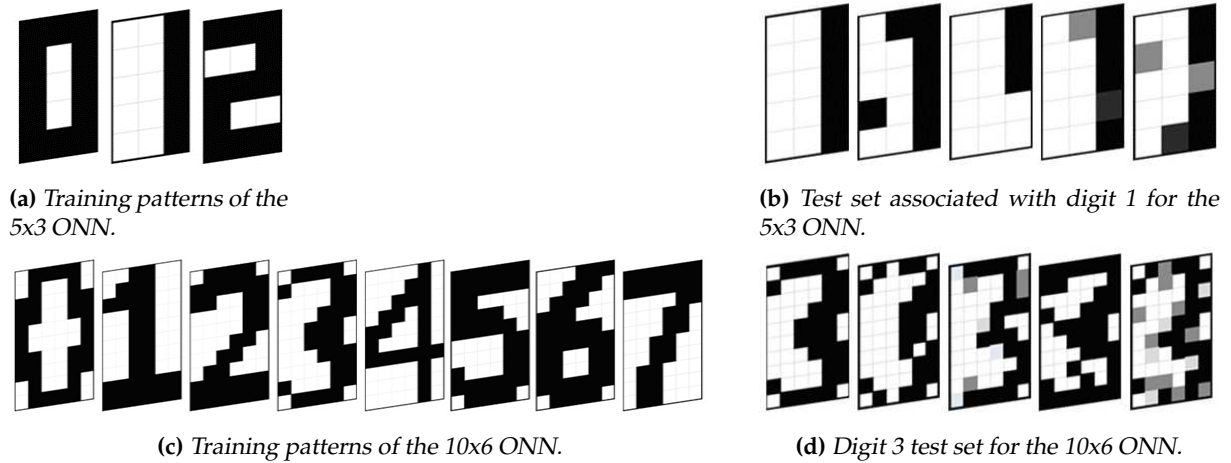 (a) Training patterns of the
5x3 ONN.
(b) Test set associated with digit 1 for the
5x3 ONN.
(c) Training patterns of the 10x6 ONN.
(d) Digit 3 test set for the 10x6 ONN.